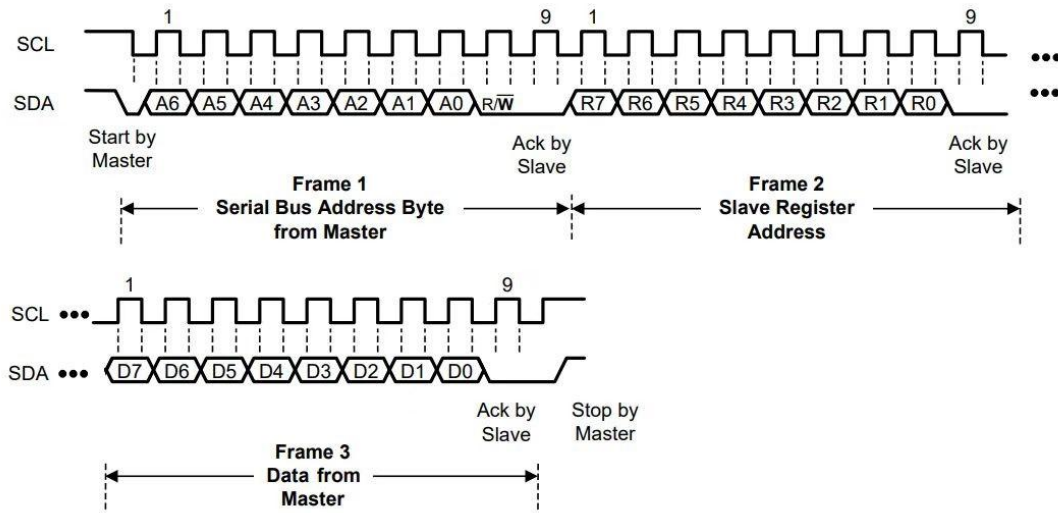 1 9 1 9
SCL
•••
SDA A6 A5 A4 A3 A2 A1 A0 R/W̅ R7 R6 R5 R4 R3 R2 R1 R0 •••
Start by
Master
Ack by
Slave
Ack by
Slave
Frame 1
Serial Bus Address Byte
from Master
Frame 2
Slave Register
Address
1 9
SCL •••
SDA ••• D7 D6 D5 D4 D3 D2 D1 D0
Ack by
Slave
Stop by
Master
Frame 3
Data from
Master